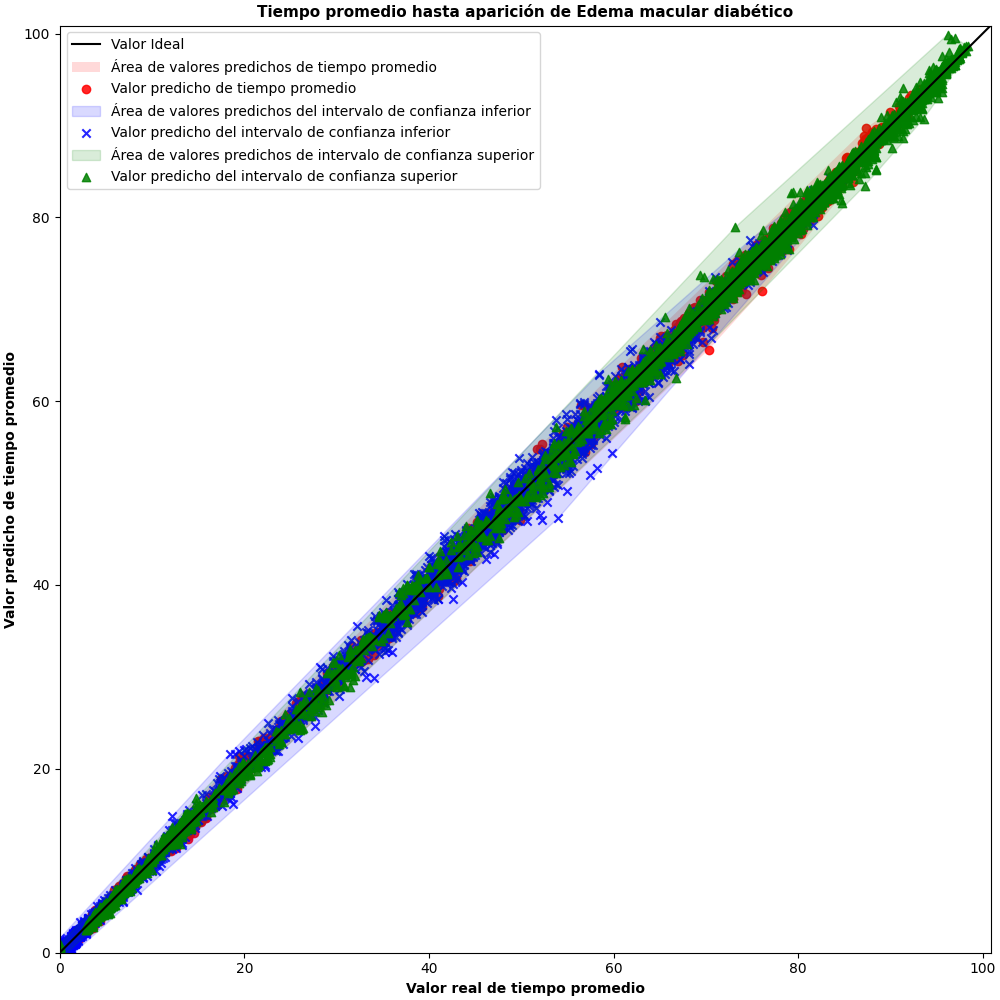 Tiempo promedio hasta aparición de Edema macular diabético
Valor Ideal
Área de valores predichos de tiempo promedio
Valor predicho de tiempo promedio
Área de valores predichos del intervalo de confianza inferior
Valor predicho del intervalo de confianza inferior
Área de valores predichos de intervalo de confianza superior
Valor predicho del intervalo de confianza superior
Valor predicho de tiempo promedio
100
80
60
40
20
0
0 20 40 60 80 100
Valor real de tiempo promedio